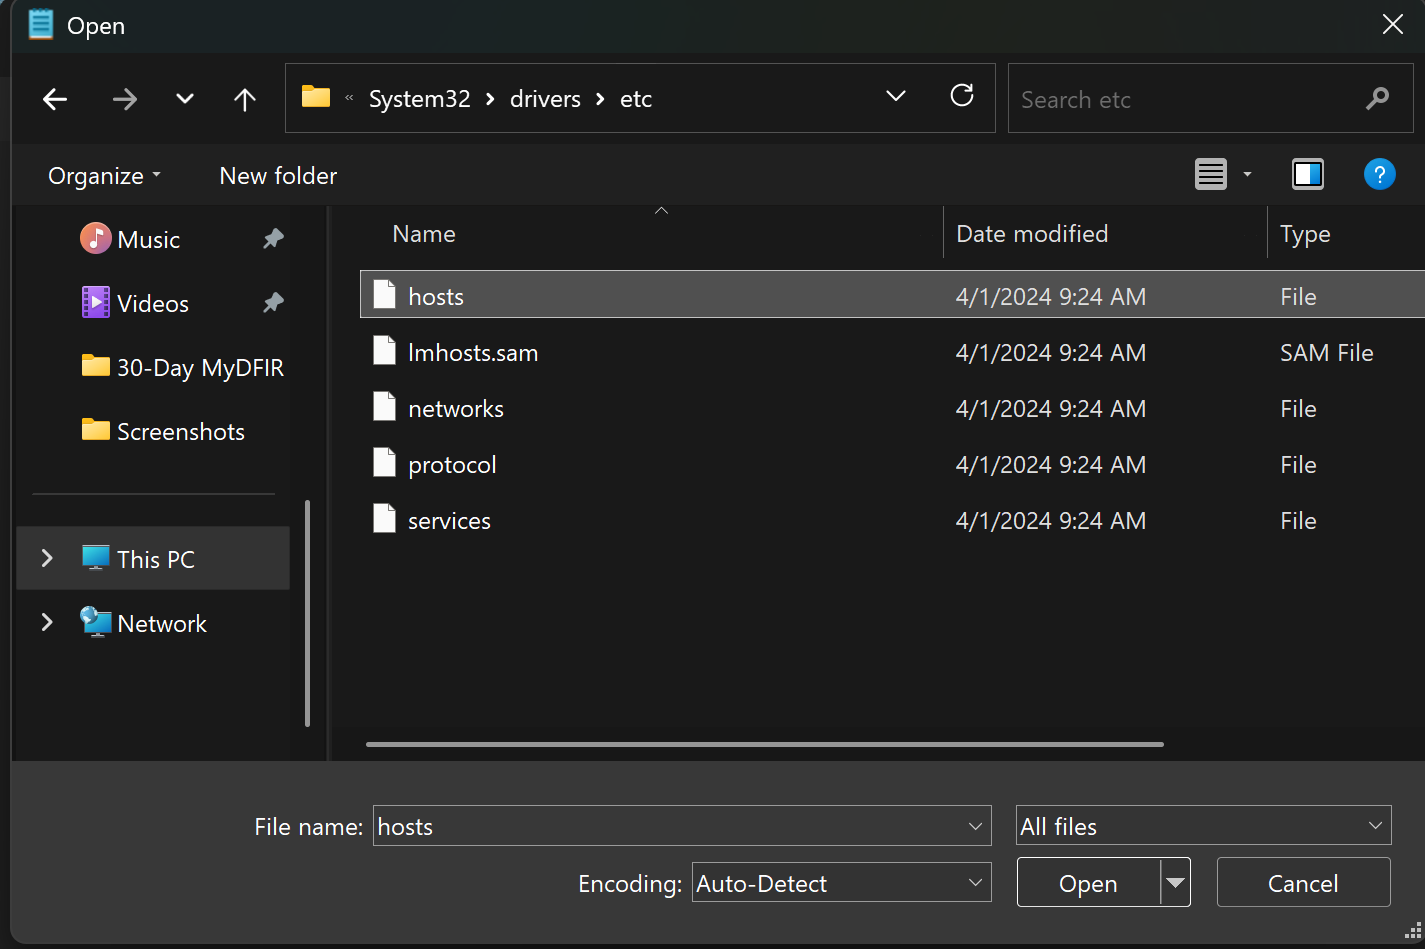 Open
« System32 > drivers > etc
Search etc
Organize
New folder
Name Date modified Type
Music
Videos
30-Day MyDFIR
Screenshots
This PC
Network
hosts 4/1/2024 9:24 AM File
lmhosts.sam 4/1/2024 9:24 AM SAM File
networks 4/1/2024 9:24 AM File
protocol 4/1/2024 9:24 AM File
services 4/1/2024 9:24 AM File
File name: hosts All files
Encoding: Auto-Detect Open Cancel